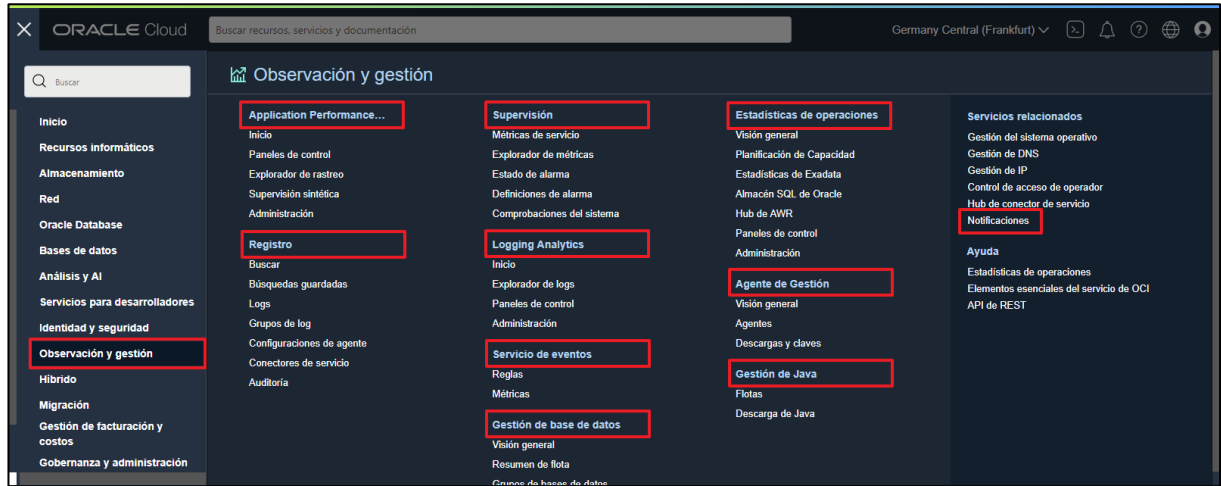 ORACLE Cloud
Buscar recursos, servicios y documentación
Germany Central (Frankfurt)
Buscar
Inicio
Recursos informáticos
Almacenamiento
Red
Oracle Database
Bases de datos
Análisis y AI
Servicios para desarrolladores
Identidad y seguridad
Observación y gestión
Híbrido
Migración
Gestión de facturación y
costos
Gobernanza y administración
Observación y gestión
Application Performance...
Inicio
Paneles de control
Explorador de rastreo
Supervisión sintética
Administración
Registro
Buscar
Búsquedas guardadas
Logs
Grupos de log
Configuraciones de agente
Conectores de servicio
Auditoría
Supervisión
Métricas de servicio
Explorador de métricas
Estado de alarma
Definiciones de alarma
Comprobaciones del sistema
Logging Analytics
Inicio
Explorador de logs
Paneles de control
Administración
Servicio de eventos
Reglas
Métricas
Gestión de base de datos
Visión general
Resumen de flota
Grupos de bases de datos
Estadísticas de operaciones
Visión general
Planificación de Capacidad
Estadísticas de Exadata
Almacén SQL de Oracle
Hub de AWR
Paneles de control
Administración
Agente de Gestión
Visión general
Agentes
Descargas y claves
Gestión de Java
Flotas
Descarga de Java
Servicios relacionados
Gestión del sistema operativo
Gestión de DNS
Gestión de IP
Control de acceso de operador
Hub de conector de servicio
Notificaciones
Ayuda
Estadísticas de operaciones
Elementos esenciales del servicio de OCI
API de REST